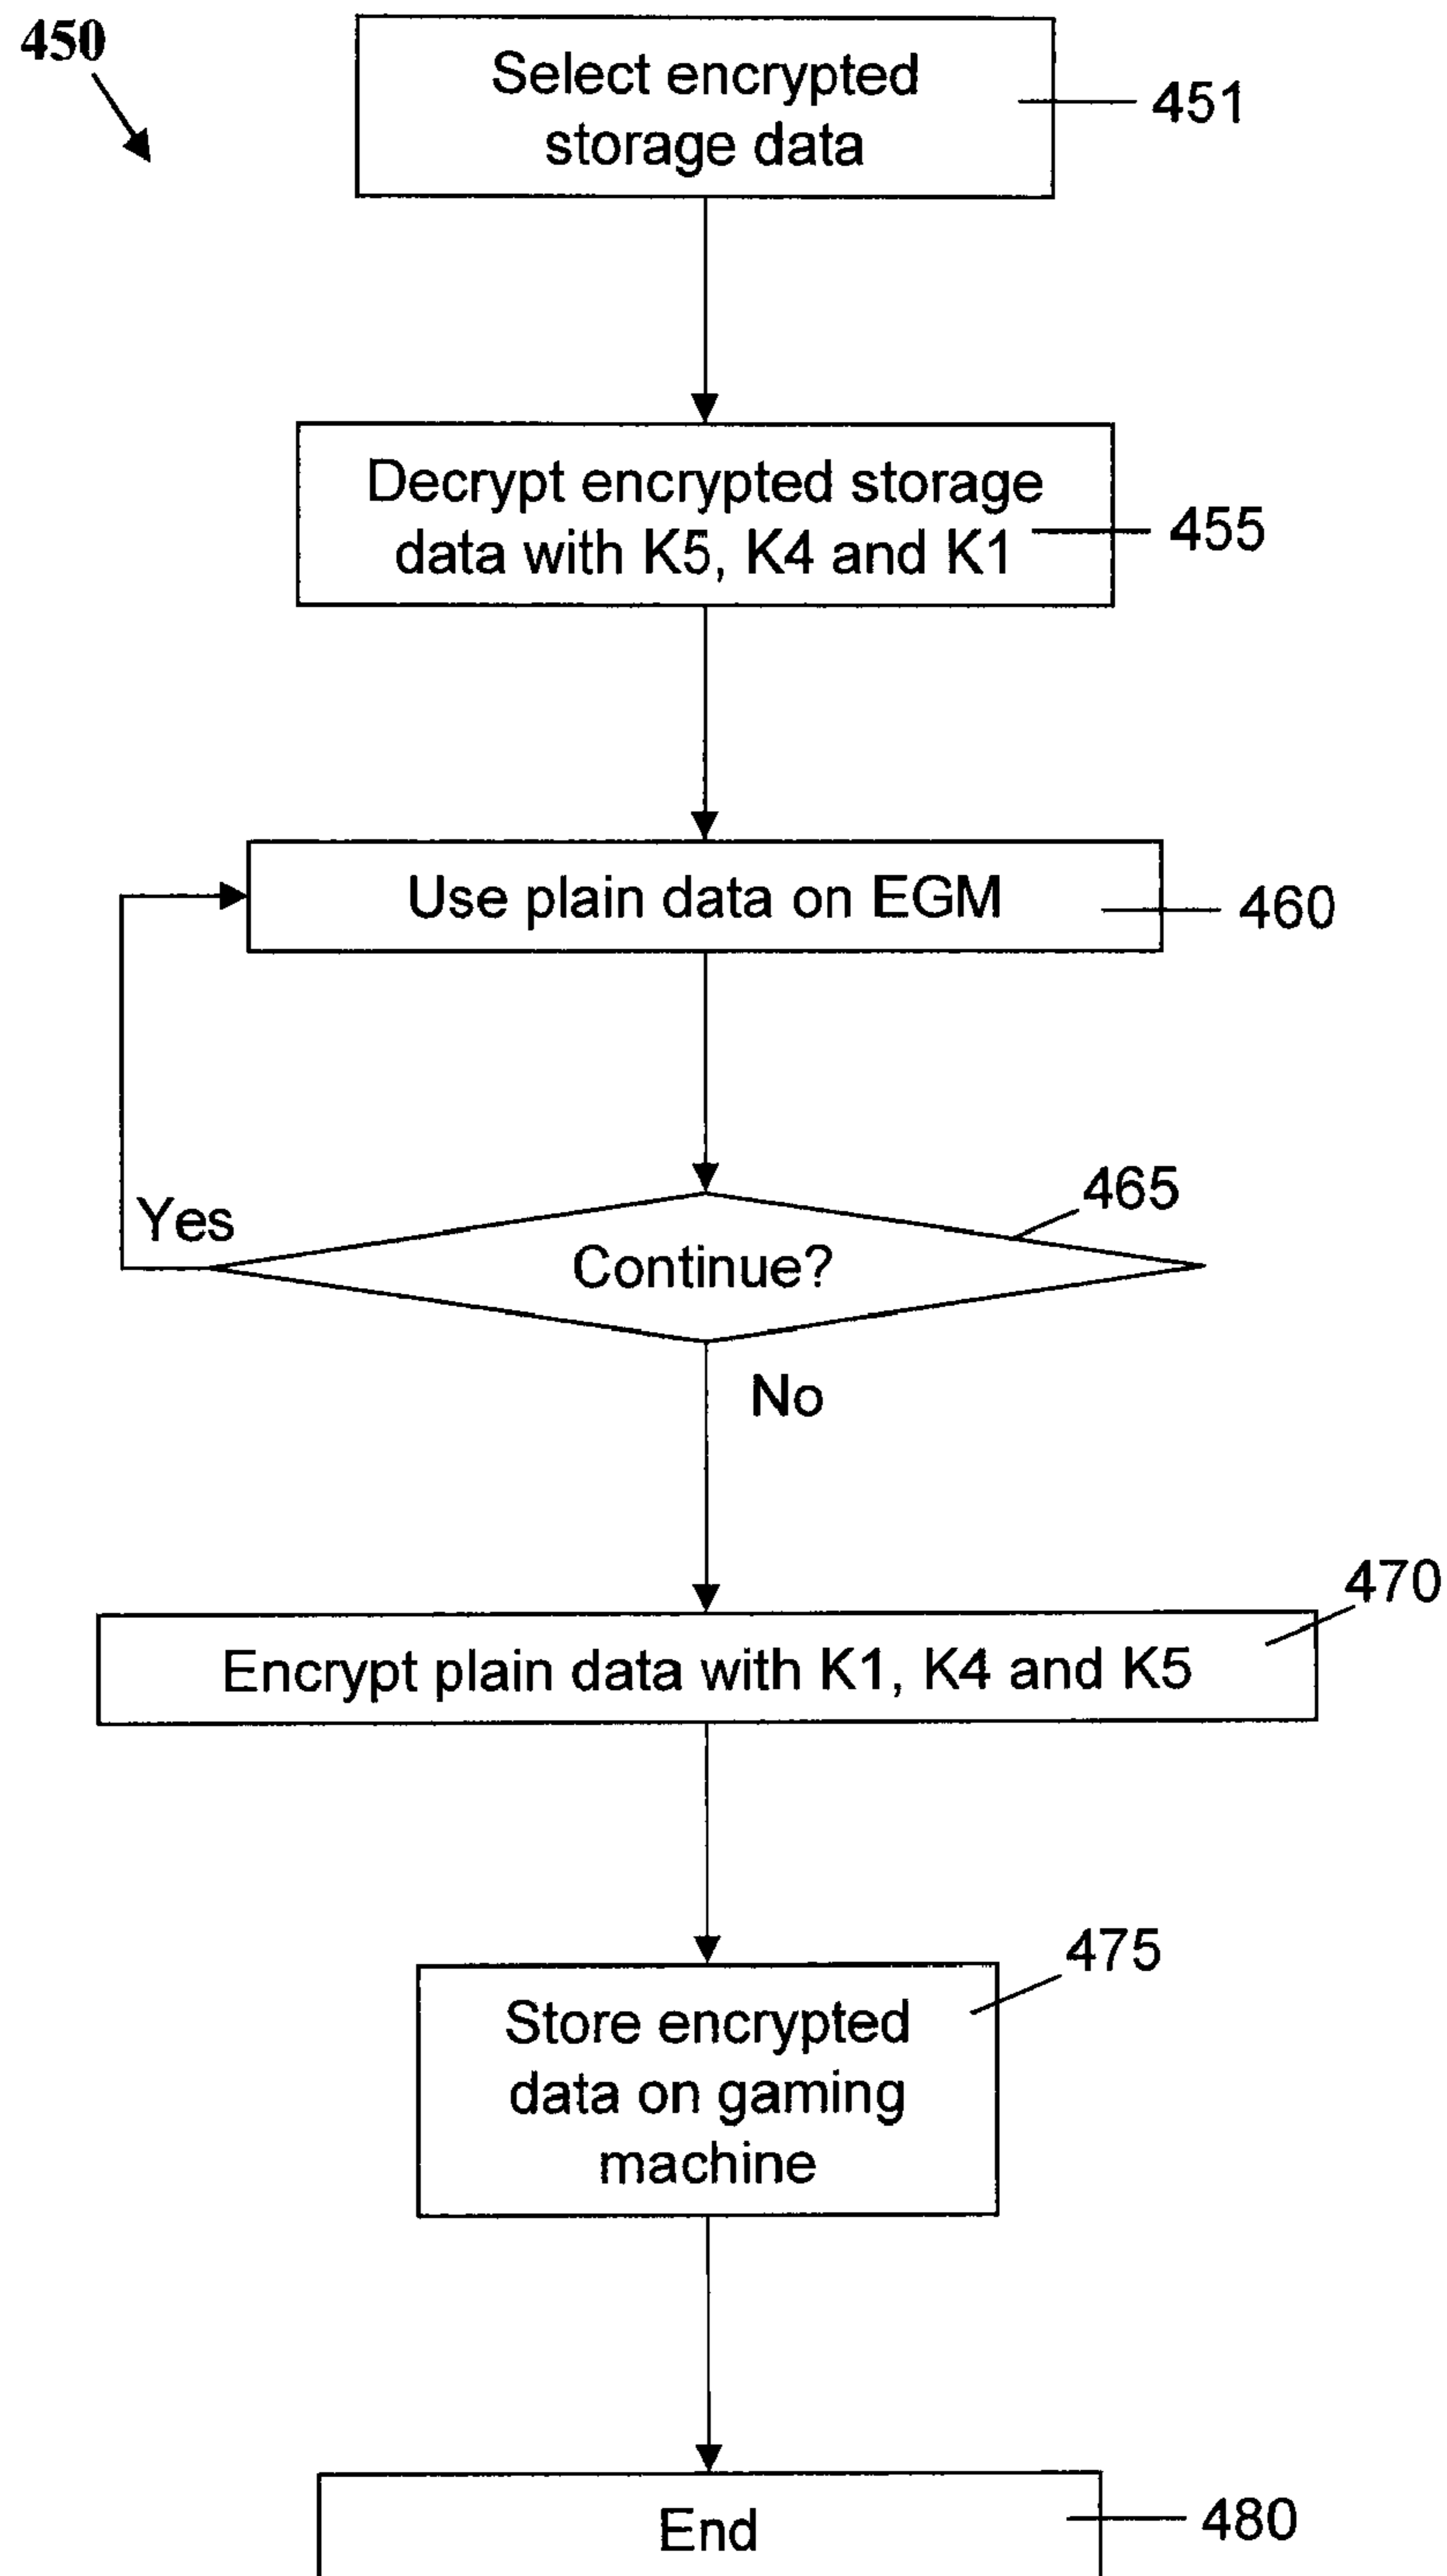 450
Select encrypted
storage data
451
Decrypt encrypted storage
data with K5, K4 and K1
455
Use plain data on EGM
460
465
Yes
Continue?
No
470
Encrypt plain data with K1, K4 and K5
475
Store encrypted
data on gaming
machine
End
480